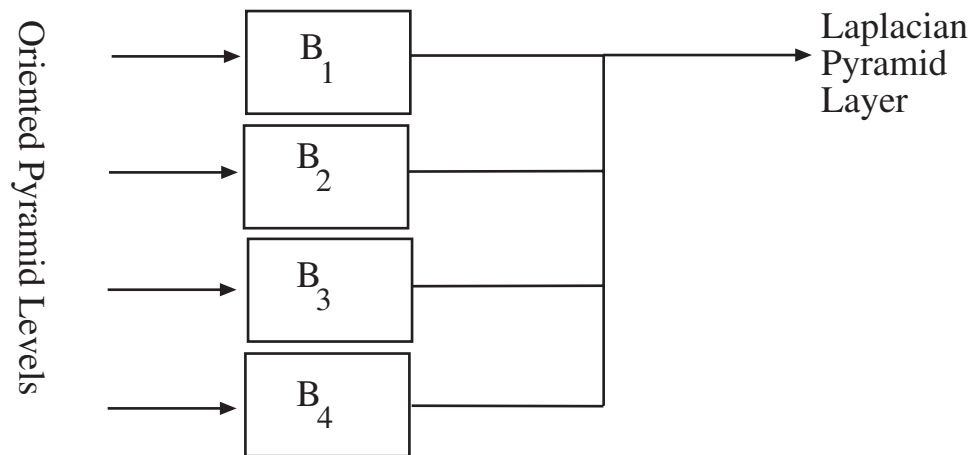 Oriented Pyramid Levels
B1
B2
B3
B4
Laplacian
Pyramid
Layer